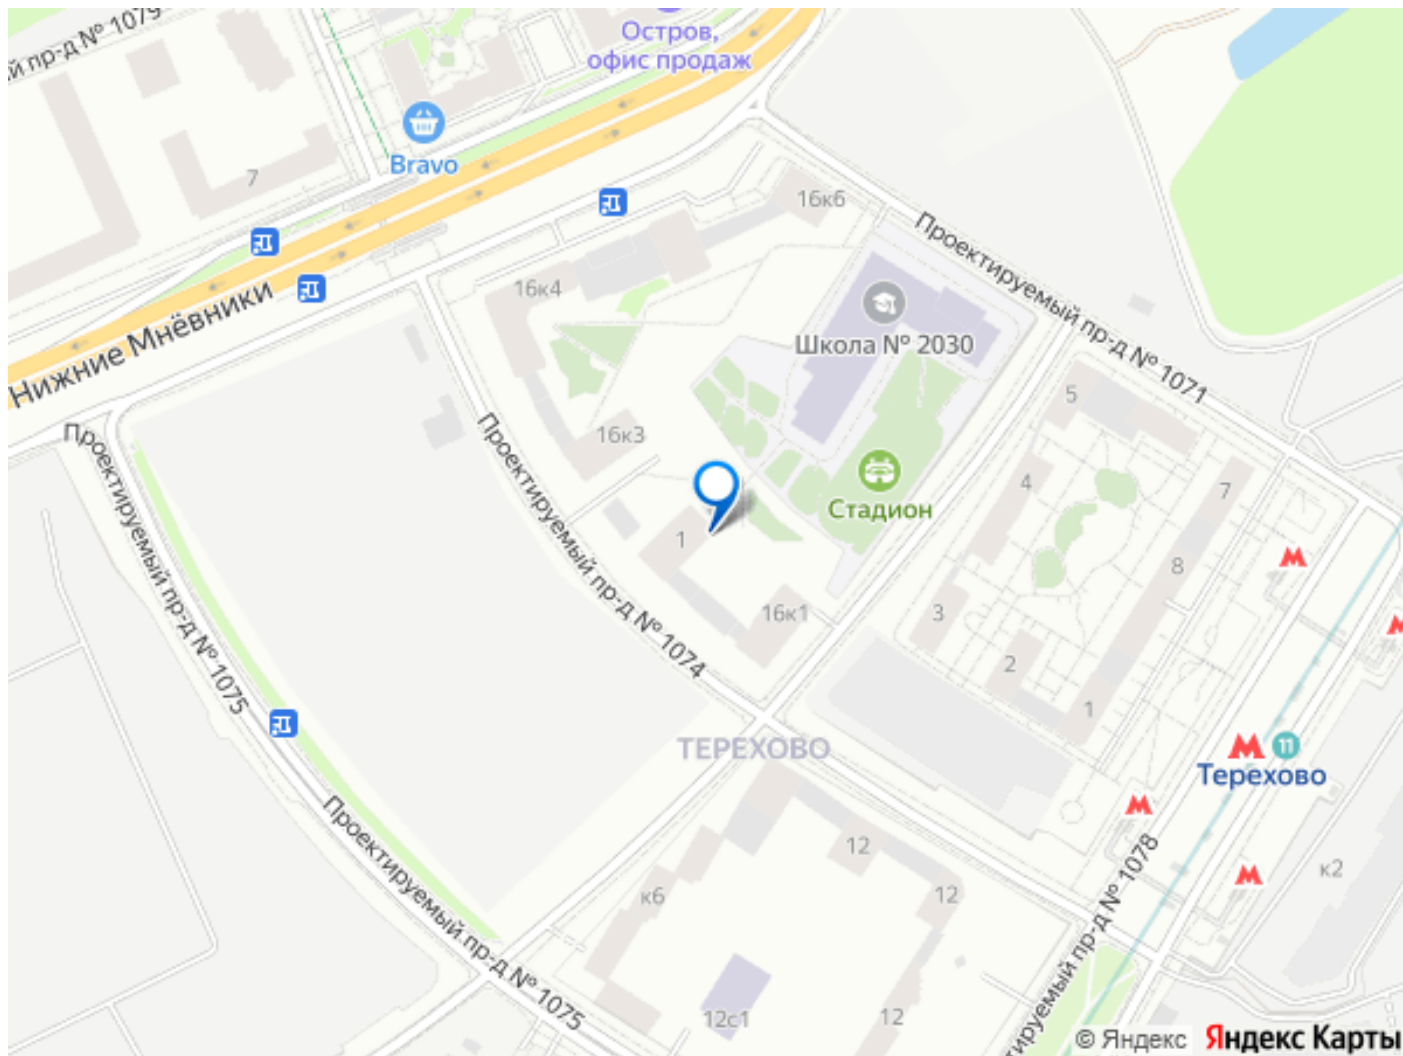 й пр-д № 1079
Остров,
офис продаж
Bravo
7
16к6
Проектируемый пр-д № 1071
16к4
Нижние Мнёвники
Школа № 2030
5
16к3
Проектируемый пр-д № 1075
Проектируемый пр-д № 1074
4
7
Стадион
1
8
16к1
3
2
1
ТЕРЕХОВО
11
Терехово
Проектируемый пр-д № 1075
12
к6
12
к2
тируемый пр-д № 1078
12с1
12
© Яндекс Яндекс Карты